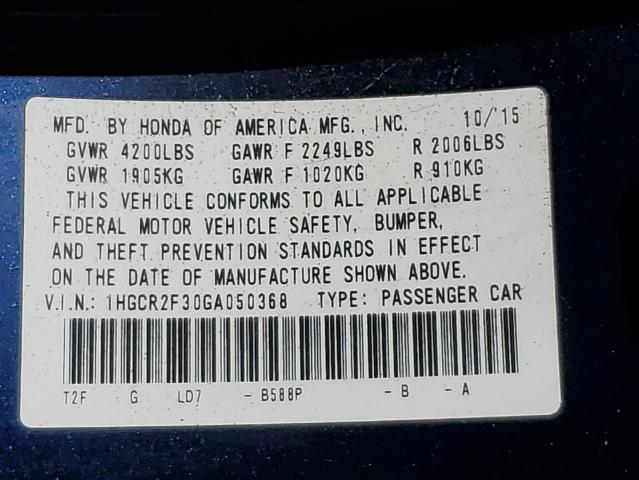 MFD. BY HONDA OF AMERICA MFG., INC. 10/'15
GVWR 4200LBS GAWR F 2249LBS R 2006LBS
GVWR 1905KG GAWR F 1020KG R 910KG
THIS VEHICLE CONFORMS TO ALL APPLICABLE
FEDERAL MOTOR VEHICLE SAFETY, BUMPER,
AND THEFT PREVENTION STANDARDS IN EFFECT
ON THE DATE OF MANUFACTURE SHOWN ABOVE.
V.I.N.: 1HGCR2F30GA050368 TYPE: PASSENGER CAR
T2F G LD7 - B588P - B - A